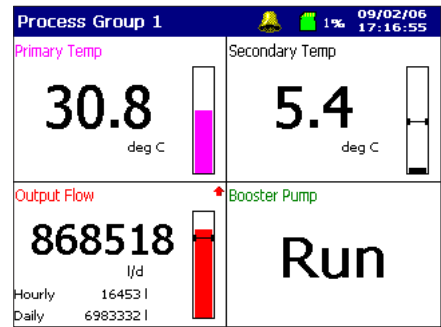 Process Group 1
1% 09/02/06
17:16:55
Primary Temp
30.8
deg C
Secondary Temp
5.4
deg C
Output Flow
868518
l/d
Hourly 16453 l
Daily 6983332 l
Booster Pump
Run